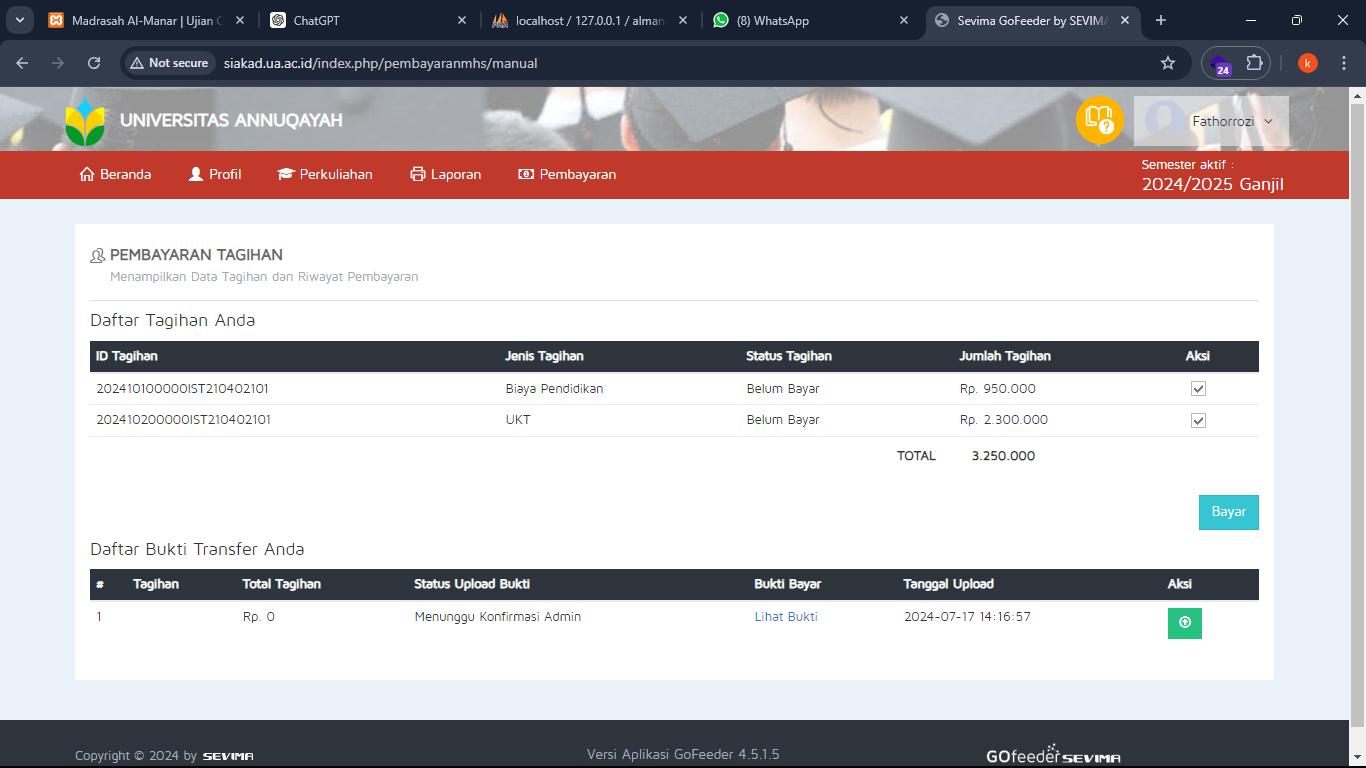 Madrasah Al-Manar | Ujian C
ChatGPT
localhost / 127.0.0.1 / alman
(8) WhatsApp
Sevima GoFeeder by SEVIMA
Not secure
siakad.ua.ac.id/index.php/pembayaranmhs/manual
24
k
UNIVERSITAS ANNUQAYAH
Fathorrozi
Beranda Profil Perkuliahan Laporan Pembayaran
Semester aktif :
2024/2025 Ganjil
PEMBAYARAN TAGIHAN
Menampilkan Data Tagihan dan Riwayat Pembayaran
Daftar Tagihan Anda
ID Tagihan Jenis Tagihan Status Tagihan Jumlah Tagihan Aksi
202410100000IST210402101 Biaya Pendidikan Belum Bayar Rp. 950.000
202410200000IST210402101 UKT Belum Bayar Rp. 2.300.000
TOTAL 3.250.000
Bayar
Daftar Bukti Transfer Anda
# Tagihan Total Tagihan Status Upload Bukti Bukti Bayar Tanggal Upload Aksi
1 Rp. 0 Menunggu Konfirmasi Admin Lihat Bukti 2024-07-17 14:16:57
Copyright © 2024 by SEVIMA
Versi Aplikasi GoFeeder 4.5.1.5
GOfeeder SEVIMA